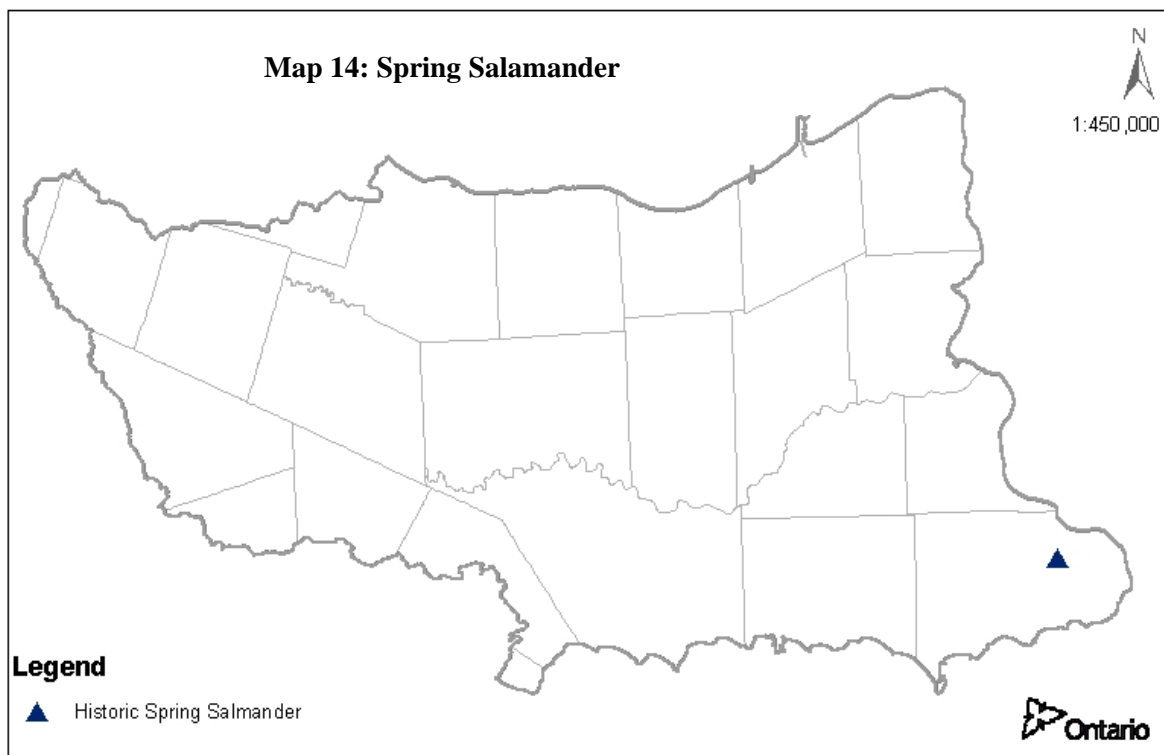 Map 14: Spring Salamander
N
1:450,000
Legend
Historic Spring Salmander
Ontario